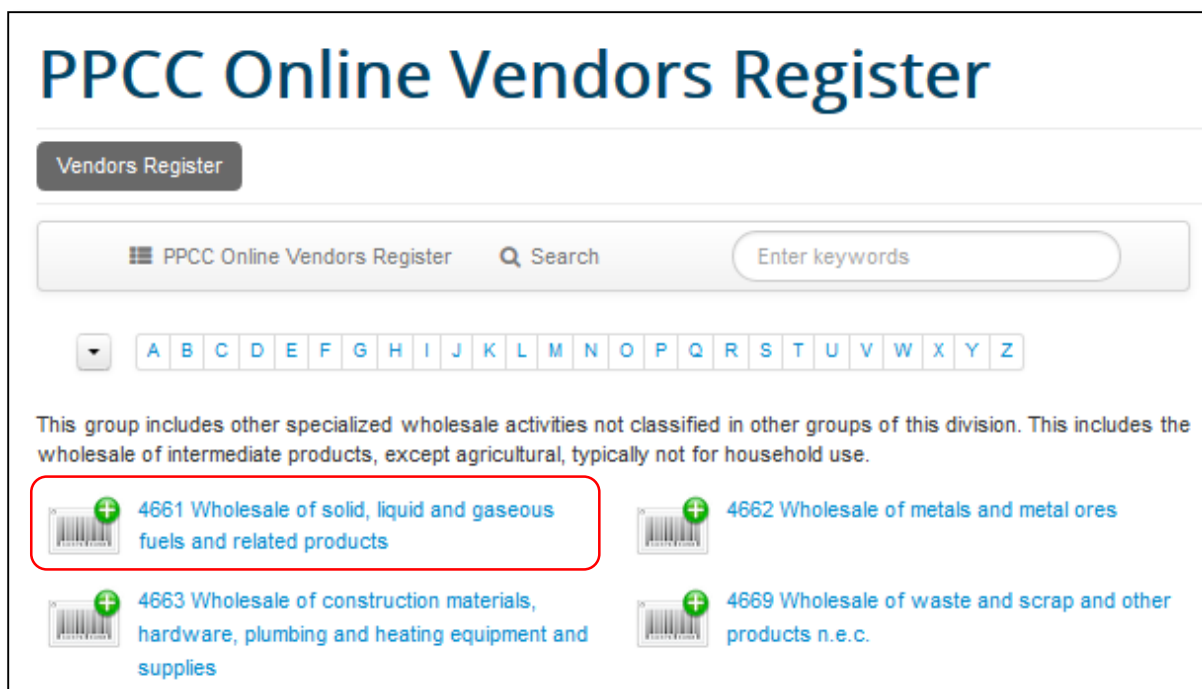 PPCC Online Vendors Register
Vendors Register
PPCC Online Vendors Register Search Enter keywords
A B C D E F G H I J K L M N O P Q R S T U V W X Y Z
This group includes other specialized wholesale activities not classified in other groups of this division. This includes the
wholesale of intermediate products, except agricultural, typically not for household use.
4661 Wholesale of solid, liquid and gaseous
fuels and related products
4662 Wholesale of metals and metal ores
4663 Wholesale of construction materials,
hardware, plumbing and heating equipment and
supplies
4669 Wholesale of waste and scrap and other
products n.e.c.